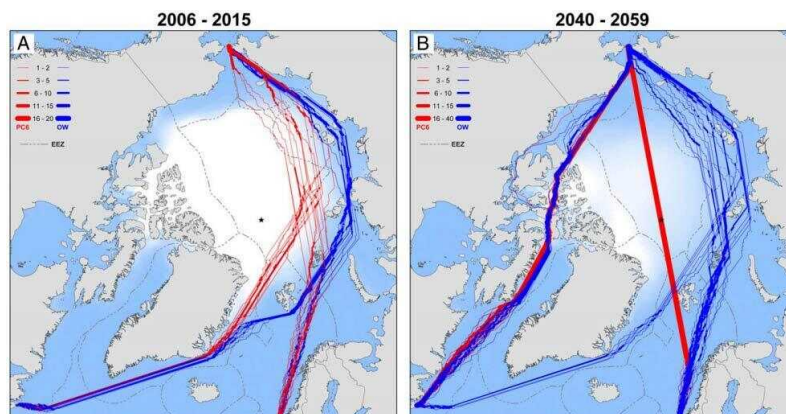 2006 - 2015
A
1 - 2
3 - 5
6 - 10
11 - 15
16 - 20
PC6 OW
EEZ
2040 - 2059
B
1 - 2
3 - 5
6 - 10
11 - 15
16 - 40
PC6 OW
EEZ